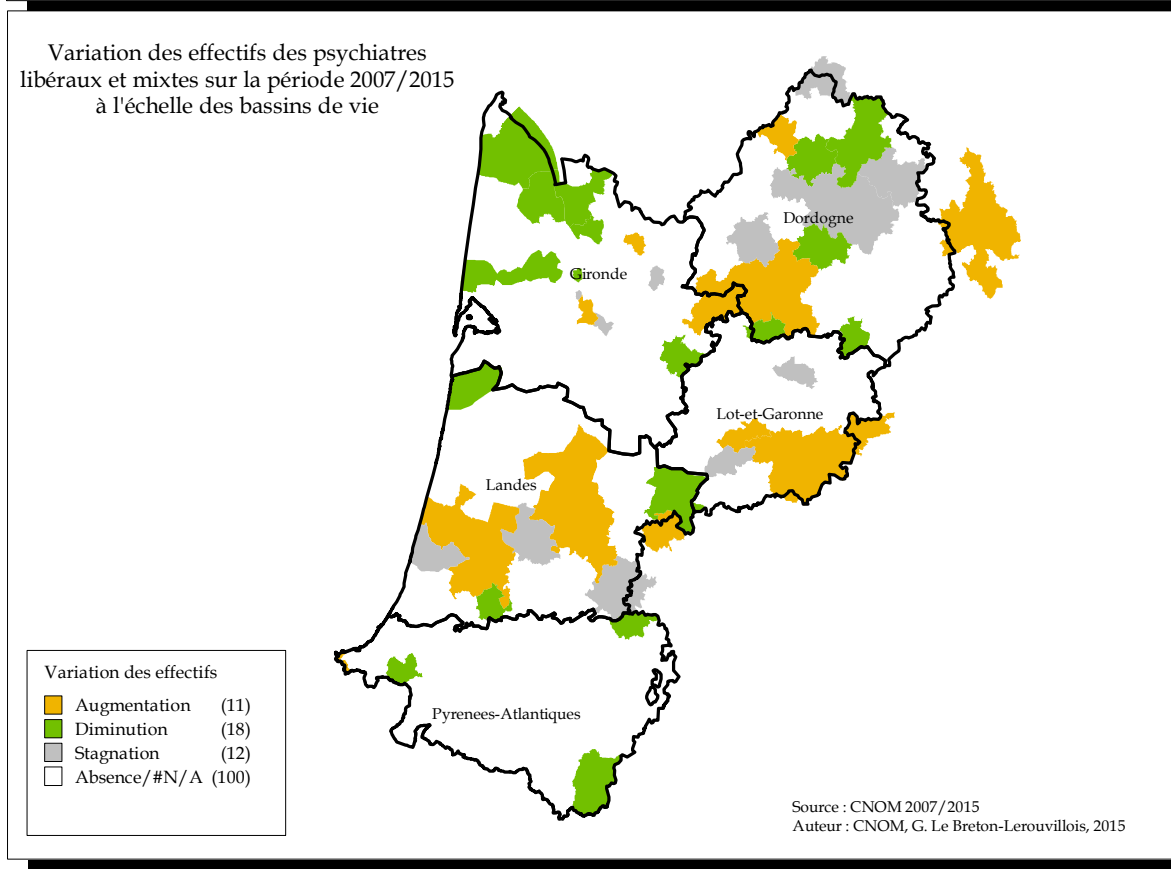 Variation des effectifs des psychiatres
libéraux et mixtes sur la période 2007/2015
à l'échelle des bassins de vie
Dordogne
Gironde
Lot-et-Garonne
Landes
Pyrenees-Atlantiques
Variation des effectifs
Augmentation (11)
Diminution (18)
Stagnation (12)
Absence/#N/A (100)
Source : CNOM 2007/2015
Auteur : CNOM, G. Le Breton-Lerouvillois, 2015